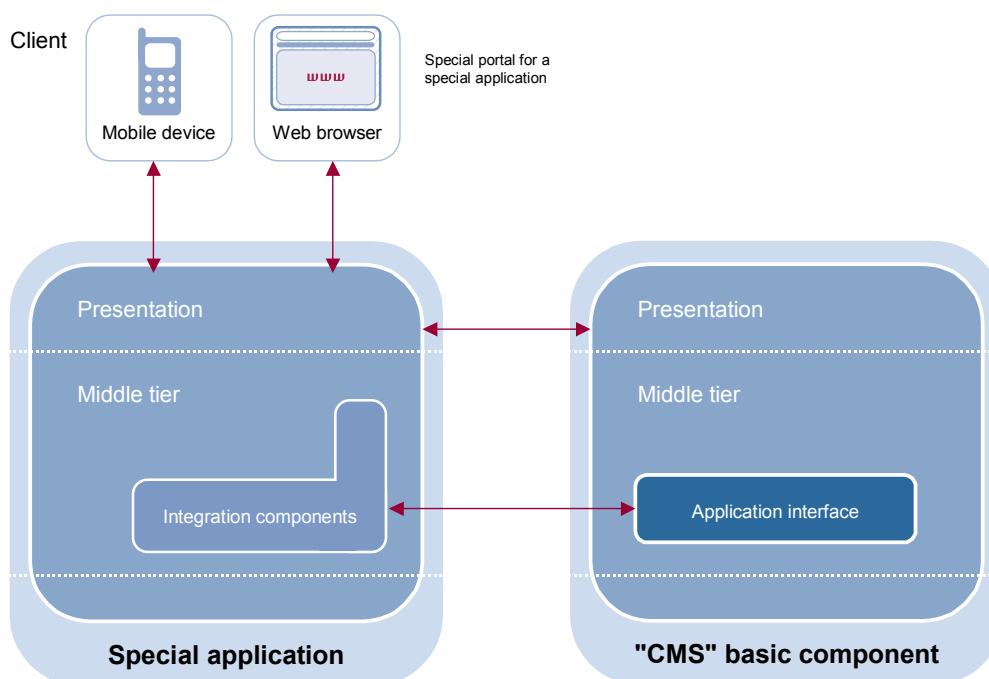 Client
Special portal for a
special application
www
Mobile device
Web browser
Presentation
Presentation
Middle tier
Middle tier
Integration components
Application interface
Special application
"CMS" basic component